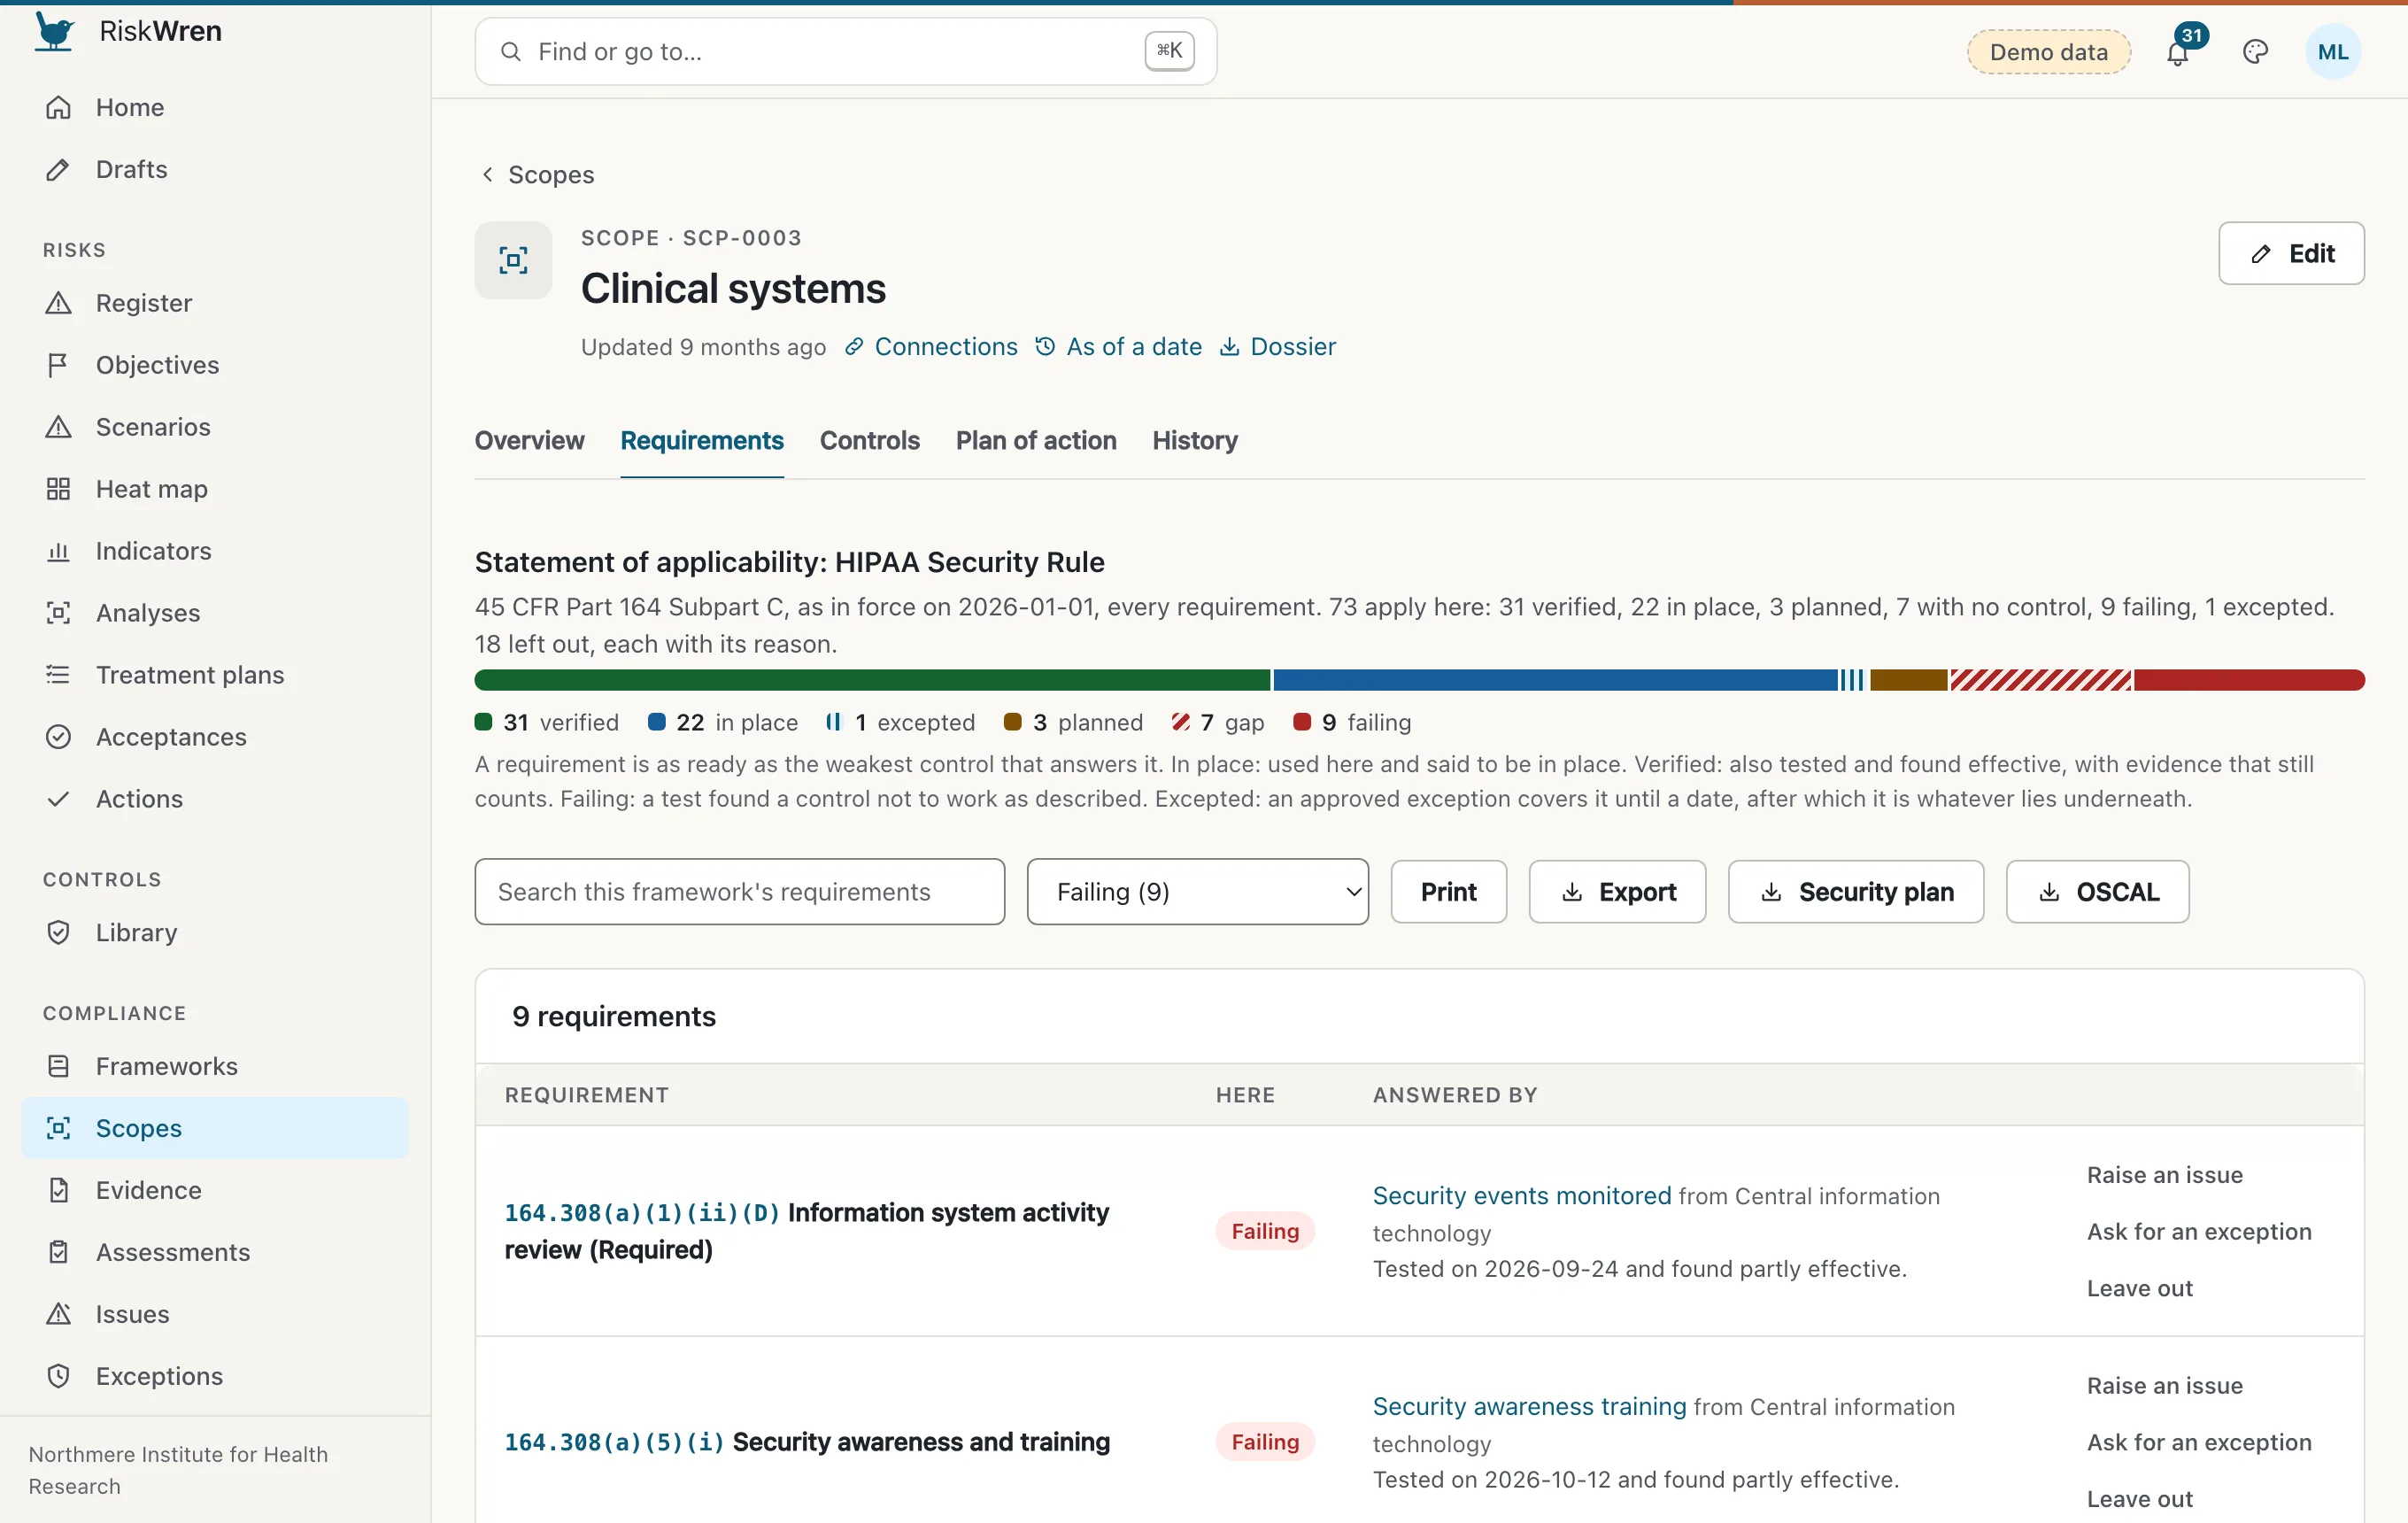 RiskWren
Find or go to...
⌘K
Demo data
31
ML
Home
Drafts
RISKS
Register
Objectives
Scenarios
Heat map
Indicators
Analyses
Treatment plans
Acceptances
Actions
CONTROLS
Library
COMPLIANCE
Frameworks
Scopes
Evidence
Assessments
Issues
Exceptions
Northmere Institute for Health
Research
Scopes
SCOPE · SCP-0003
Clinical systems
Edit
Updated 9 months ago Connections As of a date Dossier
Overview Requirements Controls Plan of action History
Statement of applicability: HIPAA Security Rule
45 CFR Part 164 Subpart C, as in force on 2026-01-01, every requirement. 73 apply here: 31 verified, 22 in place, 3 planned, 7 with no control, 9 failing, 1 excepted.
18 left out, each with its reason.
31 verified 22 in place 1 excepted 3 planned 7 gap 9 failing
A requirement is as ready as the weakest control that answers it. In place: used here and said to be in place. Verified: also tested and found effective, with evidence that still
counts. Failing: a test found a control not to work as described. Excepted: an approved exception covers it until a date, after which it is whatever lies underneath.
Search this framework's requirements
Failing (9)
Print
Export
Security plan
OSCAL
9 requirements
REQUIREMENT HERE ANSWERED BY
164.308(a)(1)(ii)(D) Information system activity
review (Required)
Failing
Security events monitored from Central information
technology
Tested on 2026-09-24 and found partly effective.
Raise an issue
Ask for an exception
Leave out
164.308(a)(5)(i) Security awareness and training
Failing
Security awareness training from Central information
technology
Tested on 2026-10-12 and found partly effective.
Raise an issue
Ask for an exception
Leave out